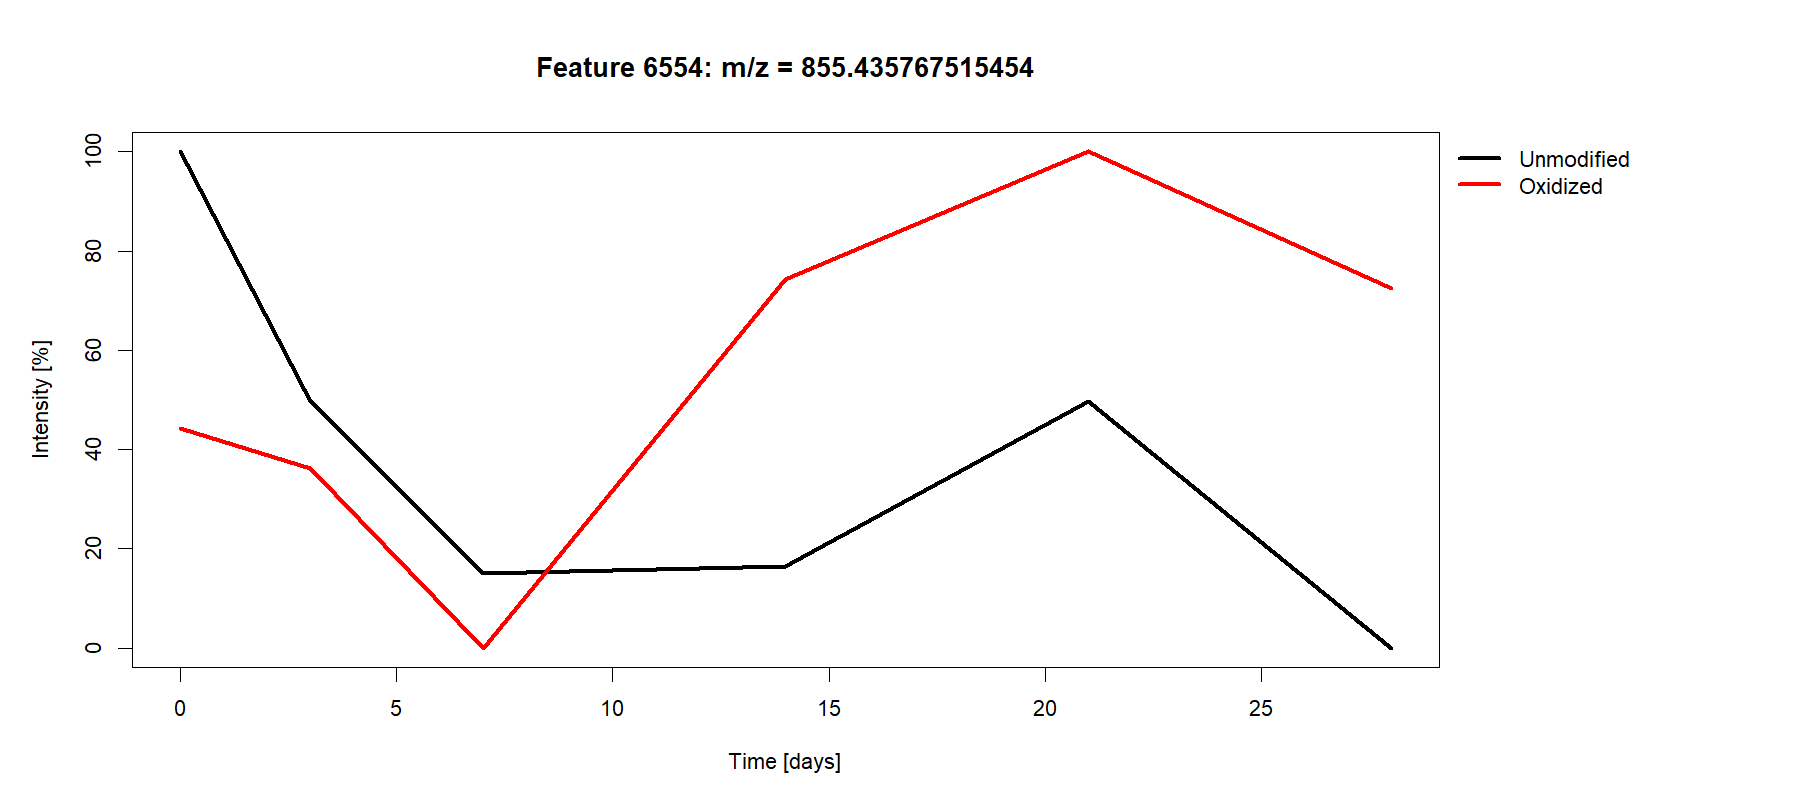 Feature 6554: m/z = 855.435767515454
Unmodified
Oxidized
Intensity [%]
100
80
60
40
20
0
0 5 10 15 20 25
Time [days]